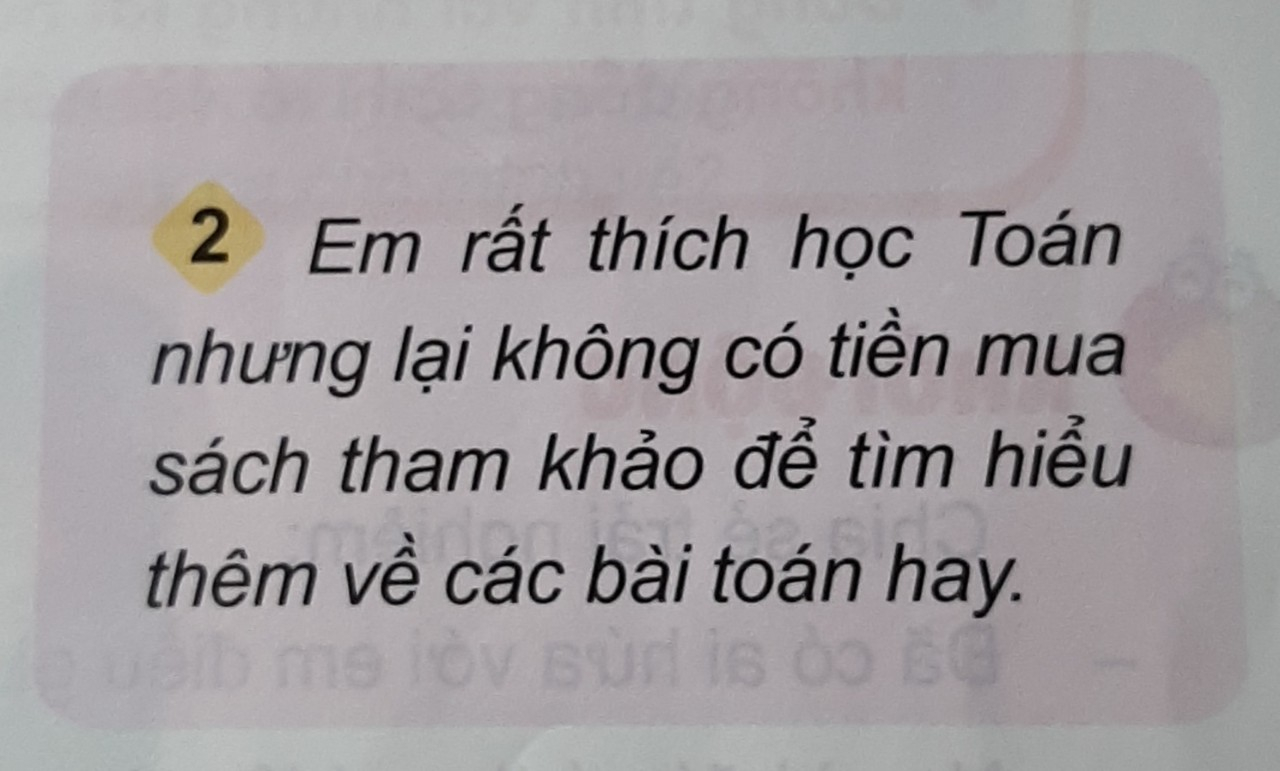 2 Em rất thích học Toán
nhưng lại không có tiền mua
sách tham khảo để tìm hiểu
thêm về các bài toán hay.